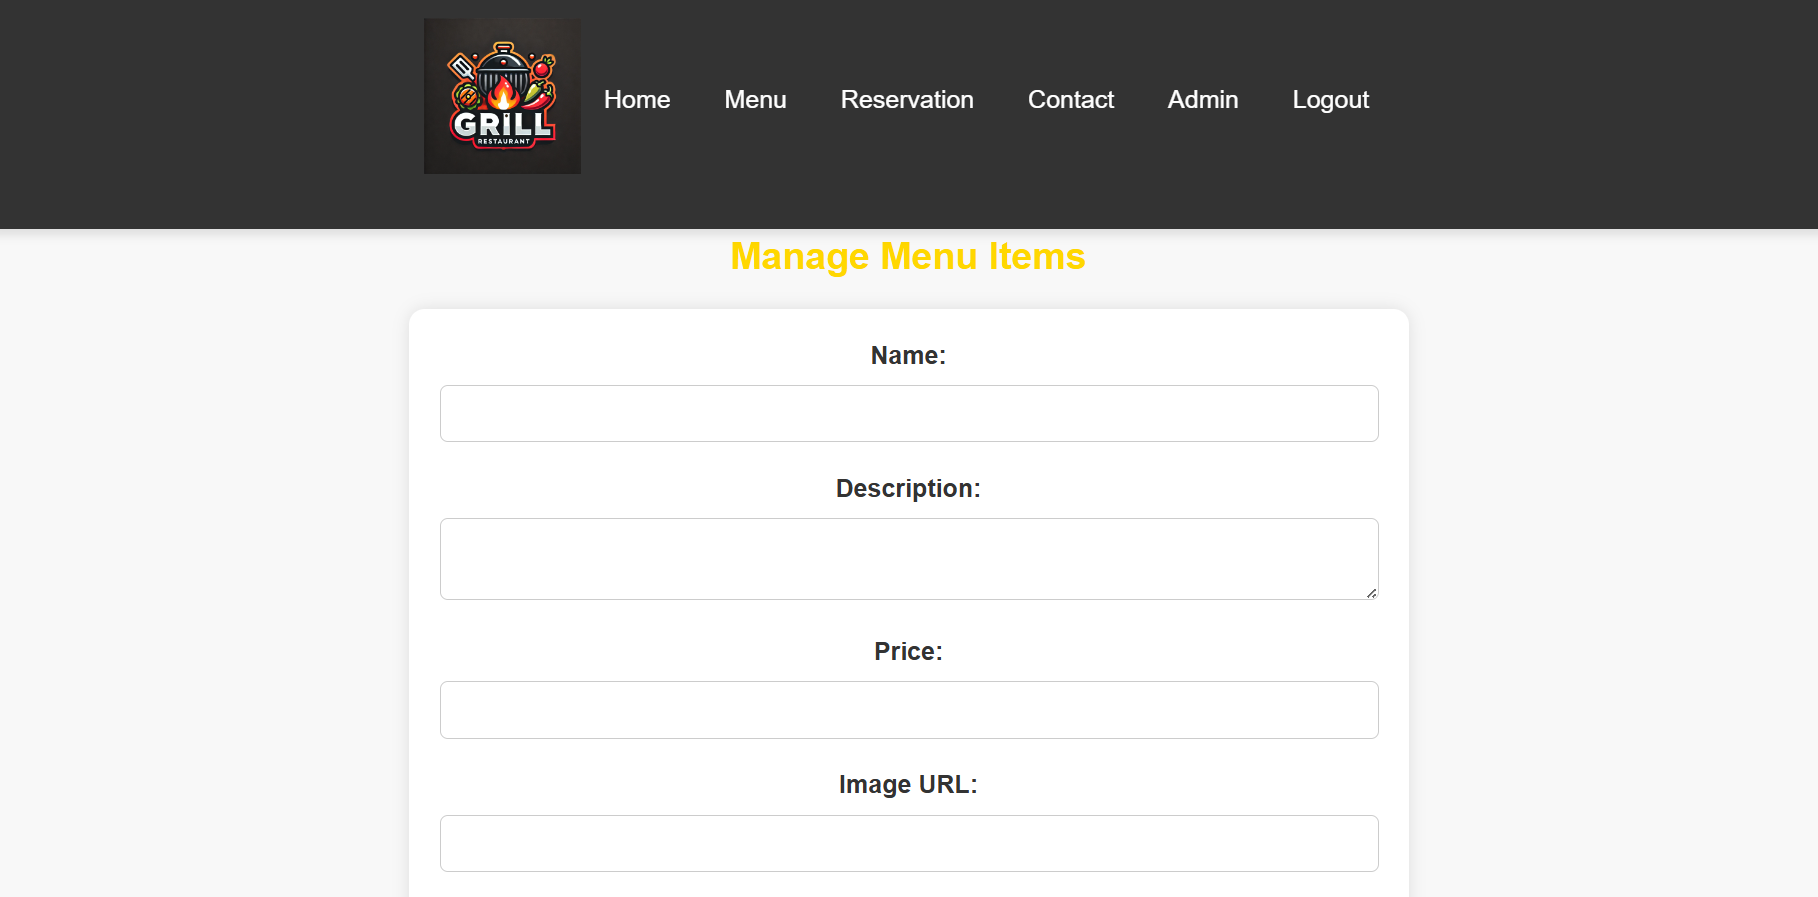 GRILL
RESTAURANT
Home Menu Reservation Contact Admin Logout
Manage Menu Items
Name:
Description:
Price:
Image URL: